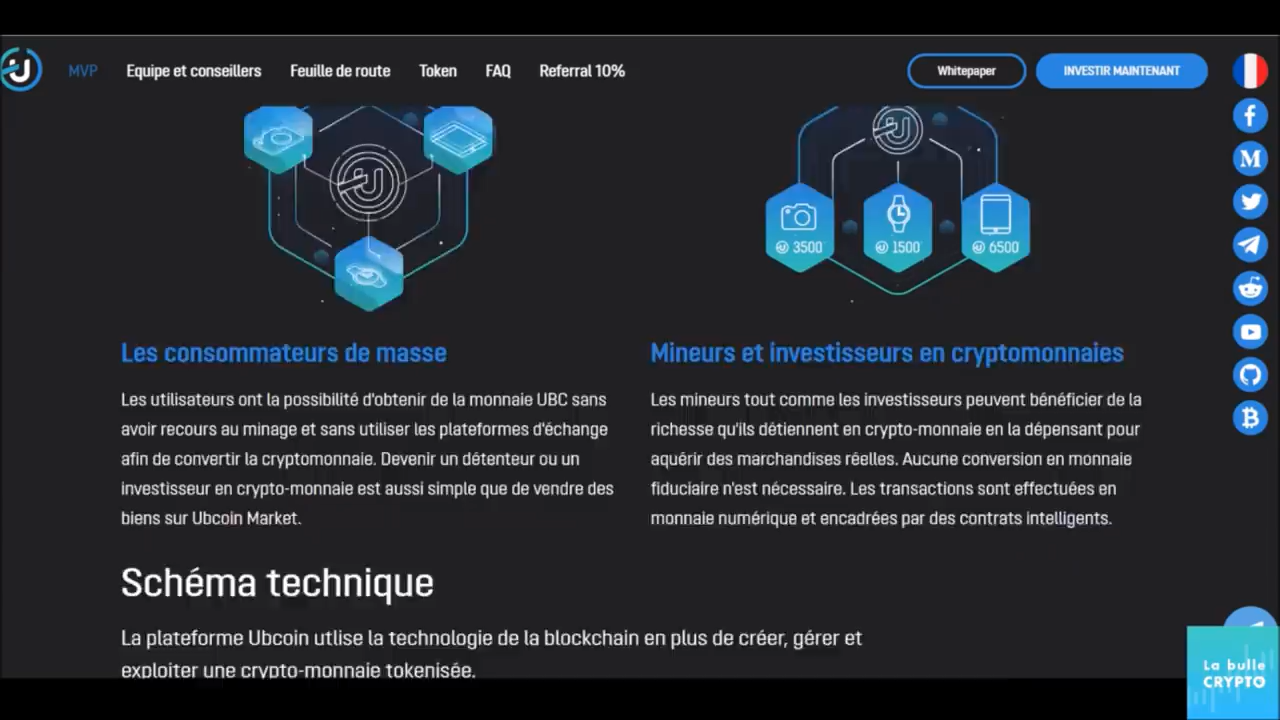 MVP
Equipe et conseillers
Feuille de route
Token
FAQ
Referral 10%
Whitepaper
INVESTIR MAINTENANT
3500
1500
6500
Les consommateurs de masse
Les utilisateurs ont la possibilité d'obtenir de la monnaie UBC sans
avoir recours au minage et sans utiliser les plateformes d'échange
afin de convertir la cryptomonnaie. Devenir un détenteur ou un
investisseur en crypto-monnaie est aussi simple que de vendre des
biens sur Ubcoin Market.
Mineurs et investisseurs en cryptomonnaies
Les mineurs tout comme les investisseurs peuvent bénéficier de la
richesse qu'ils détiennent en crypto-monnaie en la dépensant pour
aquérir des marchandises réelles. Aucune conversion en monnaie
fiduciaire n'est nécessaire. Les transactions sont effectuées en
monnaie numérique et encadrées par des contrats intelligents.
Schéma technique
La plateforme Ubcoin utlise la technologie de la blockchain en plus de créer, gérer et
exploiter une crypto-monnaie tokenisée.
La bulle
CRYPTO